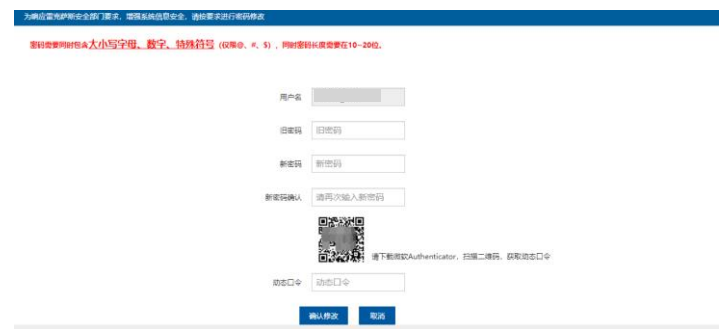 为响应雷克萨斯安全部门要求，增强系统信息安全，请按要求进行密码修改
密码需要同时包含大小写字母、数字、特殊符号（仅限@、#、$），同时密码长度需要在10~20位。
用户名
旧密码 旧密码
新密码 新密码
新密码确认 请再次输入新密码
请下载微软Authenticator，扫描二维码，获取动态口令
动态口令 动态口令
确认修改 取消